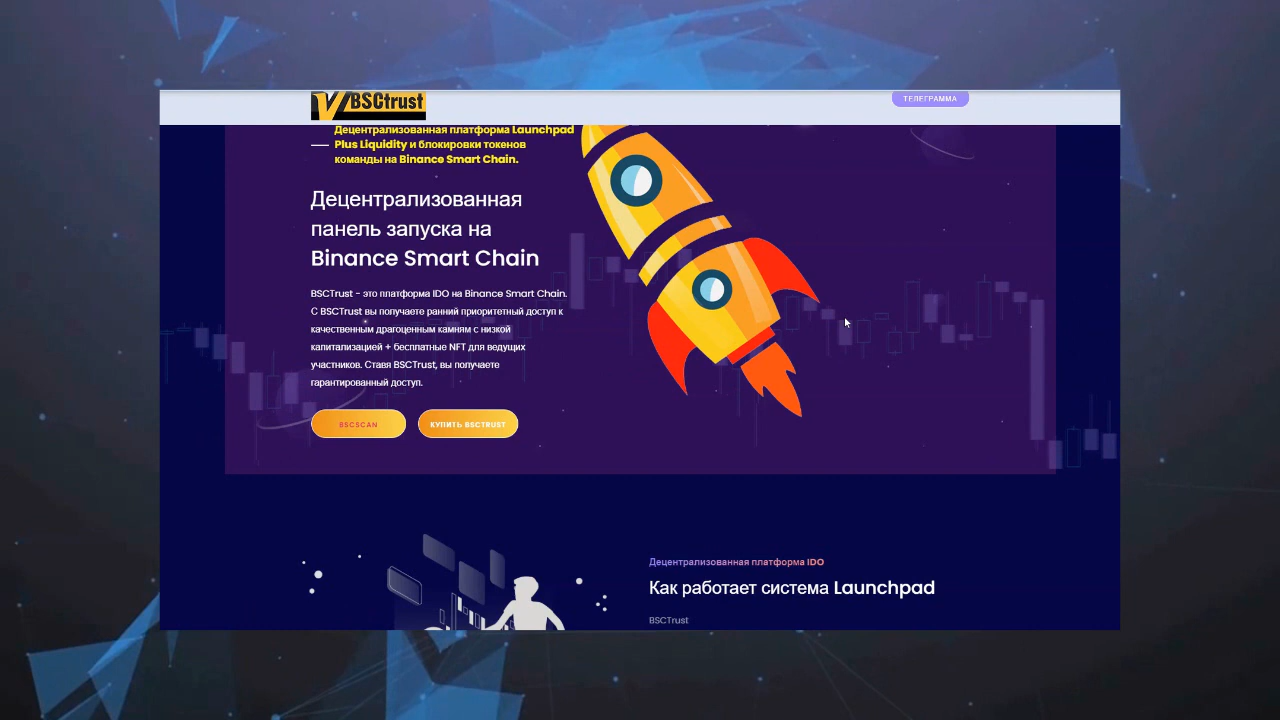 BSCtrust
ТЕЛЕГРАММА
Децентрализованная платформа Launchpad
Plus Liquidity и блокировки токенов
команды на Binance Smart Chain.
Децентрализованная
панель запуска на
Binance Smart Chain
BSCTrust - это платформа IDO на Binance Smart Chain.
С BSCTrust вы получаете ранний приоритетный доступ к
качественным драгоценным камням с низкой
капитализацией + бесплатные NFT для ведущих
участников. Ставя BSCTrust, вы получаете
гарантированный доступ.
BSCSCAN
КУПИТЬ BSCTRUST
Децентрализованная платформа IDO
Как работает система Launchpad
BSCTrust